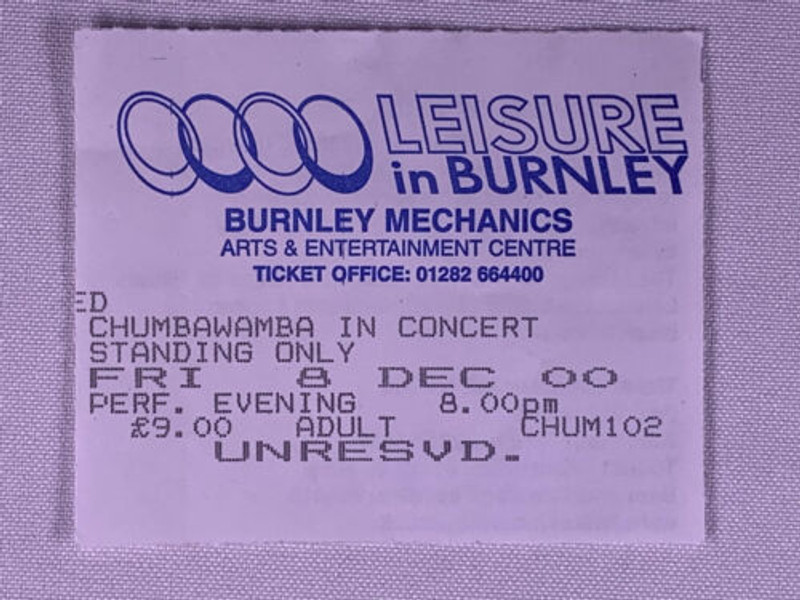 LEISURE
in BURNLEY
BURNLEY MECHANICS
ARTS & ENTERTAINMENT CENTRE
TICKET OFFICE: 01282 664400
ED
CHUMBAWAMBA IN CONCERT
STANDING ONLY
FRI 8 DEC 00
PERF. EVENING 8.00pm
£9.00 ADULT CHUM102
UNRESVD.